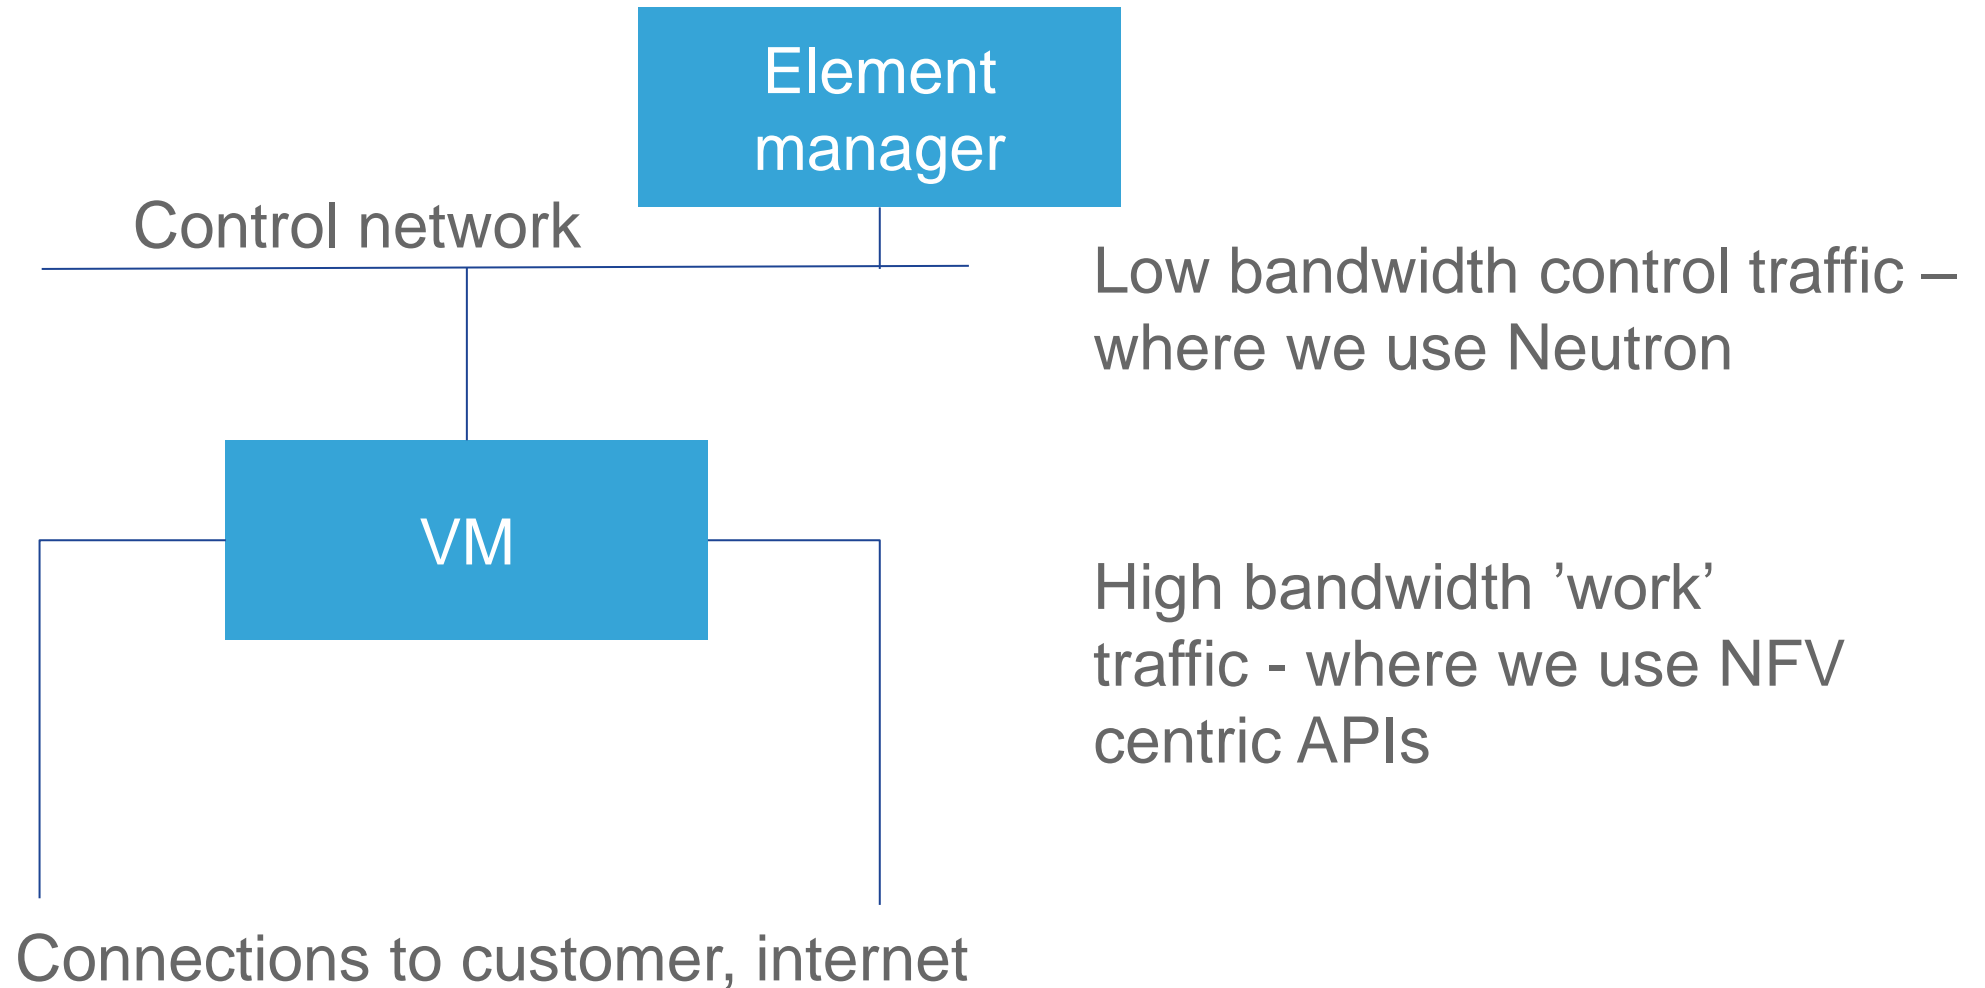 Element
manager
Control network
Low bandwidth control traffic –
where we use Neutron
VM
High bandwidth ’work’
traffic - where we use NFV
centric APIs
Connections to customer, internet